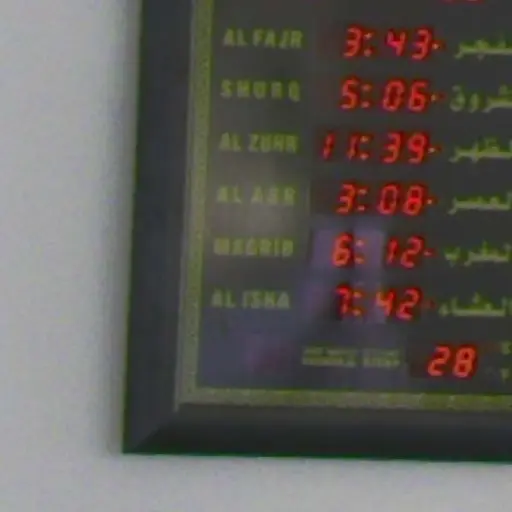 AL FAJR 3:43 الفجر
SHURQ 5:06 الشروق
AL ZUHR 11:39 الظهر
AL ASR 3:08 العصر
MAGRIB 6:12 المغرب
AL ISHA 7:42 العشاء
28